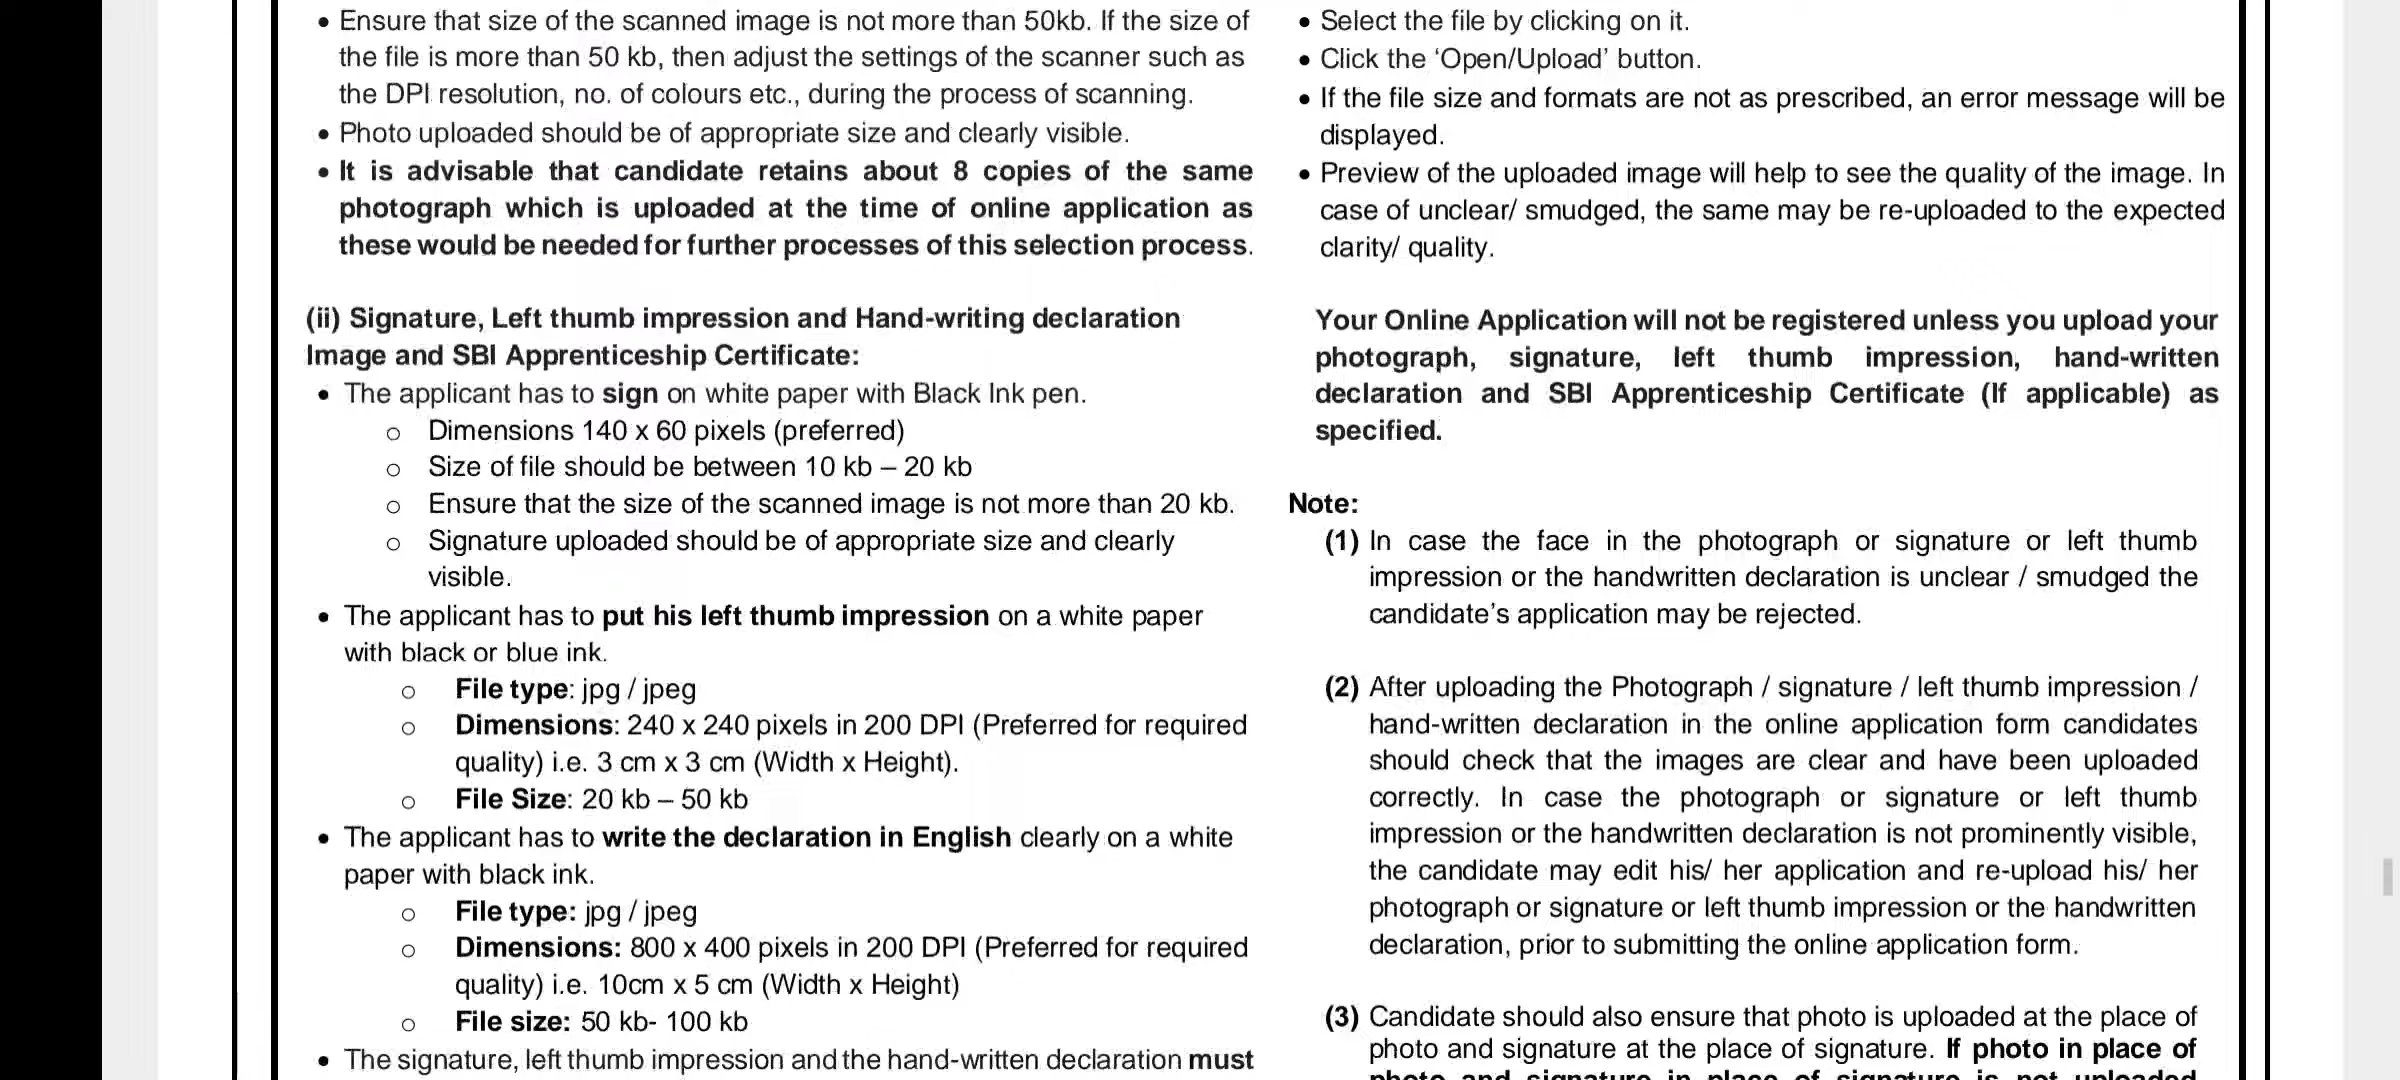 • Ensure that size of the scanned image is not more than 50kb. If the size of
the file is more than 50 kb, then adjust the settings of the scanner such as
the DPI resolution, no. of colours etc., during the process of scanning.
• Photo uploaded should be of appropriate size and clearly visible.
• It is advisable that candidate retains about 8 copies of the same
photograph which is uploaded at the time of online application as
these would be needed for further processes of this selection process.
(ii) Signature, Left thumb impression and Hand-writing declaration
Image and SBI Apprenticeship Certificate:
• The applicant has to sign on white paper with Black Ink pen.
o Dimensions 140 x 60 pixels (preferred)
o Size of file should be between 10 kb – 20 kb
o Ensure that the size of the scanned image is not more than 20 kb.
o Signature uploaded should be of appropriate size and clearly
visible.
• The applicant has to put his left thumb impression on a white paper
with black or blue ink.
o File type: jpg / jpeg
o Dimensions: 240 x 240 pixels in 200 DPI (Preferred for required
quality) i.e. 3 cm x 3 cm (Width x Height).
o File Size: 20 kb – 50 kb
• The applicant has to write the declaration in English clearly on a white
paper with black ink.
o File type: jpg / jpeg
o Dimensions: 800 x 400 pixels in 200 DPI (Preferred for required
quality) i.e. 10cm x 5 cm (Width x Height)
o File size: 50 kb- 100 kb
• The signature, left thumb impression and the hand-written declaration must
• Select the file by clicking on it.
• Click the ‘Open/Upload’ button.
• If the file size and formats are not as prescribed, an error message will be
displayed.
• Preview of the uploaded image will help to see the quality of the image. In
case of unclear/ smudged, the same may be re-uploaded to the expected
clarity/ quality.
Your Online Application will not be registered unless you upload your
photograph, signature, left thumb impression, hand-written
declaration and SBI Apprenticeship Certificate (If applicable) as
specified.
Note:
(1) In case the face in the photograph or signature or left thumb
impression or the handwritten declaration is unclear / smudged the
candidate’s application may be rejected.
(2) After uploading the Photograph / signature / left thumb impression /
hand-written declaration in the online application form candidates
should check that the images are clear and have been uploaded
correctly. In case the photograph or signature or left thumb
impression or the handwritten declaration is not prominently visible,
the candidate may edit his/ her application and re-upload his/ her
photograph or signature or left thumb impression or the handwritten
declaration, prior to submitting the online application form.
(3) Candidate should also ensure that photo is uploaded at the place of
photo and signature at the place of signature. If photo in place of
photo and signature in place of signature is not uploaded